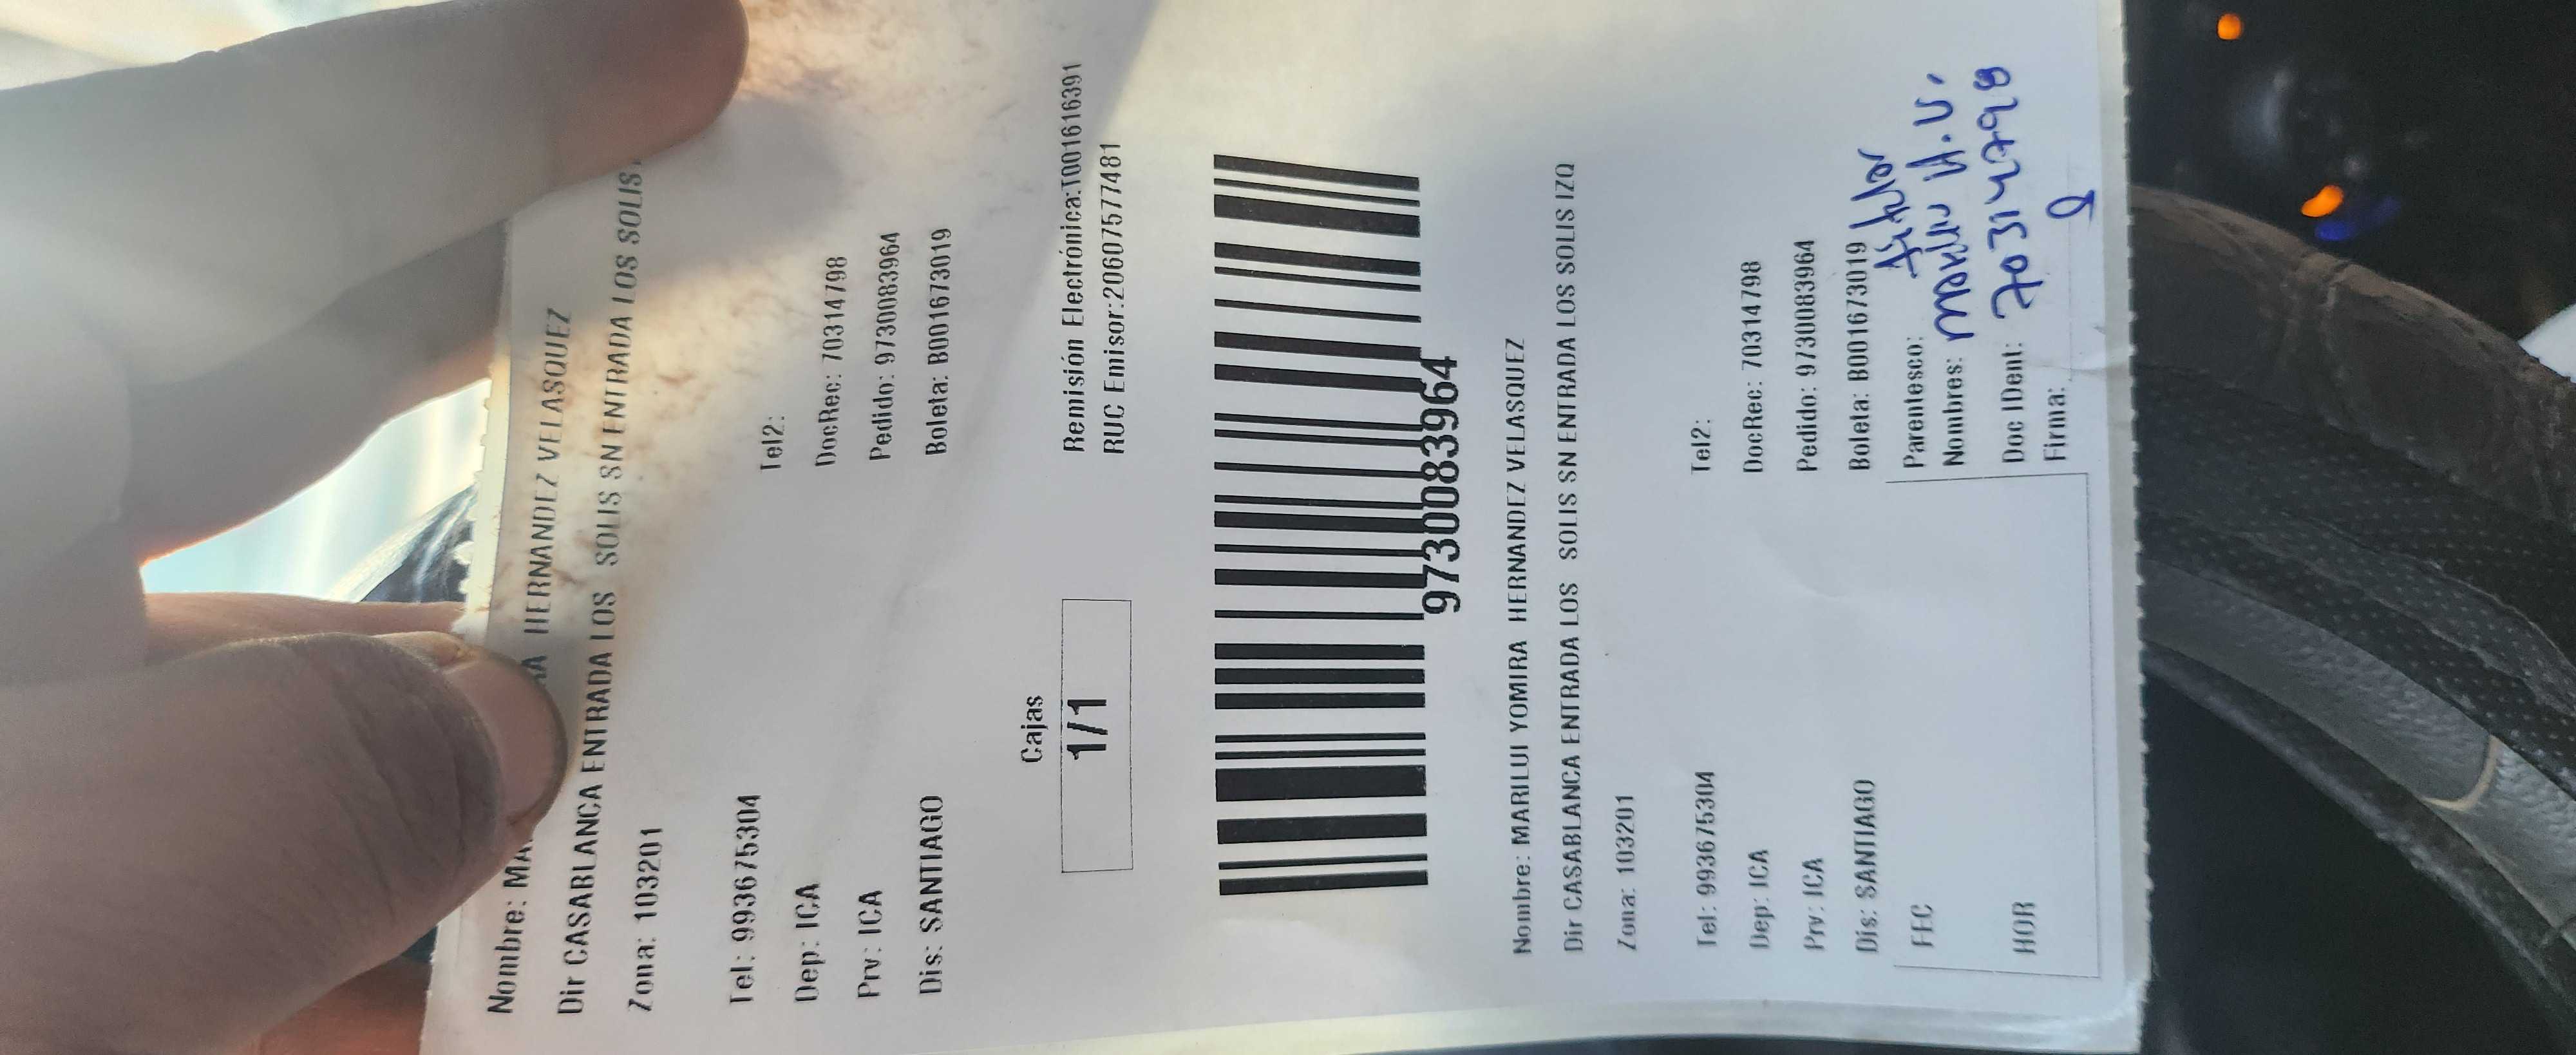 Nombre: MA RA HERNANDEZ VELASQUEZ
Dir CASABLANCA ENTRADA LOS SOLIS SN ENTRADA LOS SOLIS
Zona: 103201
Tel: 993675304 Tel2:
Dep: ICA DocRec: 70314798
Prv: ICA Pedido: 9730083964
Dis: SANTIAGO Boleta: B001673019
Cajas
1/1
Remisión Electrónica:T001616391
RUC Emisor:20607577481
9730083964
Nombre: MARILUI YOMIRA HERNANDEZ VELASQUEZ
Dir CASABLANCA ENTRADA LOS SOLIS SN ENTRADA LOS SOLIS IZQ
Zona: 103201
Tel: 993675304 Tel2:
Dep: ICA DocRec: 70314798
Prv: ICA Pedido: 9730083964
Dis: SANTIAGO Boleta: B001673019
FEC
HOR
Parentesco: titular
Nombres: H.V.
Doc IDent: 70314798
Firma: